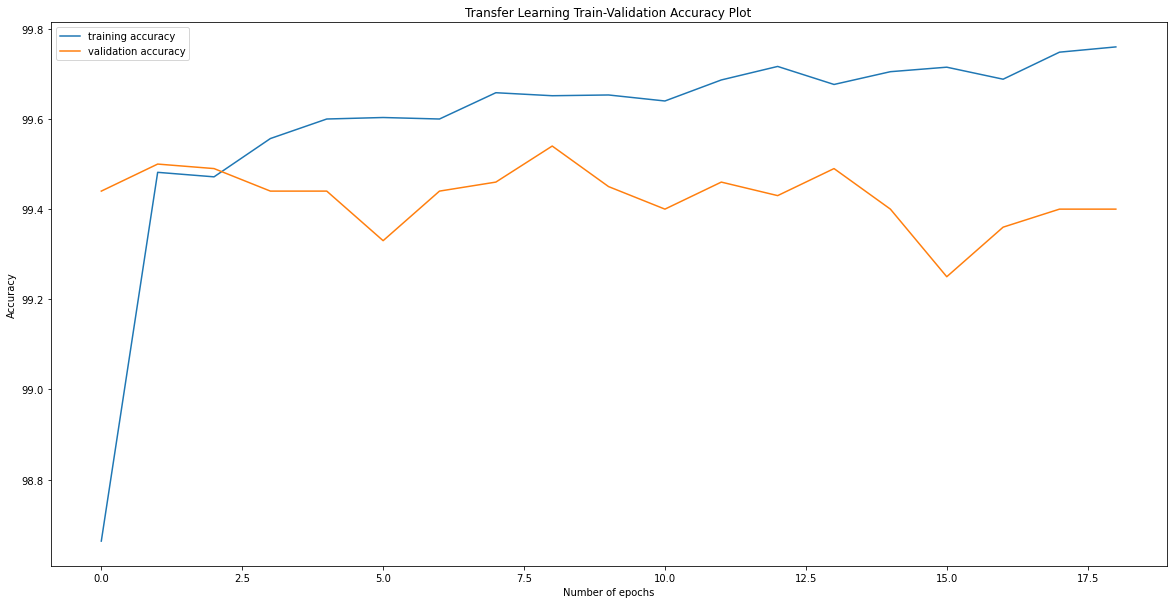 Transfer Learning Train-Validation Accuracy Plot
training accuracy
validation accuracy
99.8
99.6
99.4
99.2
99.0
98.8
Accuracy
0.0 2.5 5.0 7.5 10.0 12.5 15.0 17.5
Number of epochs